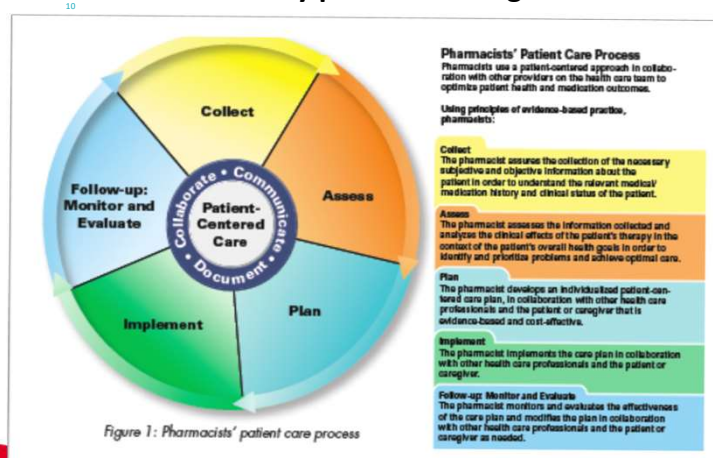 10
Collect
Assess
Plan
Implement
Follow-up:
Monitor and
Evaluate
Collaborate • Communicate • Document •
Patient-
Centered
Care
Figure 1: Pharmacists' patient care process
Pharmacists' Patient Care Process
Pharmacists use a patient-centered approach in collabo-
ration with other providers on the health care team to
optimize patient health and medication outcomes.
Using principles of evidence-based practice,
pharmacists:
Collect
The pharmacist assures the collection of the necessary
subjective and objective information about the
patient in order to understand the relevant medical/
medication history and clinical status of the patient.
Assess
The pharmacist assesses the information collected and
analyzes the clinical effects of the patient's therapy in the
context of the patient's overall health goals in order to
identify and prioritize problems and achieve optimal care.
Plan
The pharmacist develops an individualized patient-cen-
tered care plan, in collaboration with other health care
professionals and the patient or caregiver that is
evidence-based and cost-effective.
Implement
The pharmacist implements the care plan in collaboration
with other health care professionals and the patient or
caregiver.
Follow-up: Monitor and Evaluate
The pharmacist monitors and evaluates the effectiveness
of the care plan and modifies the plan in collaboration
with other health care professionals and the patient or
caregiver as needed.